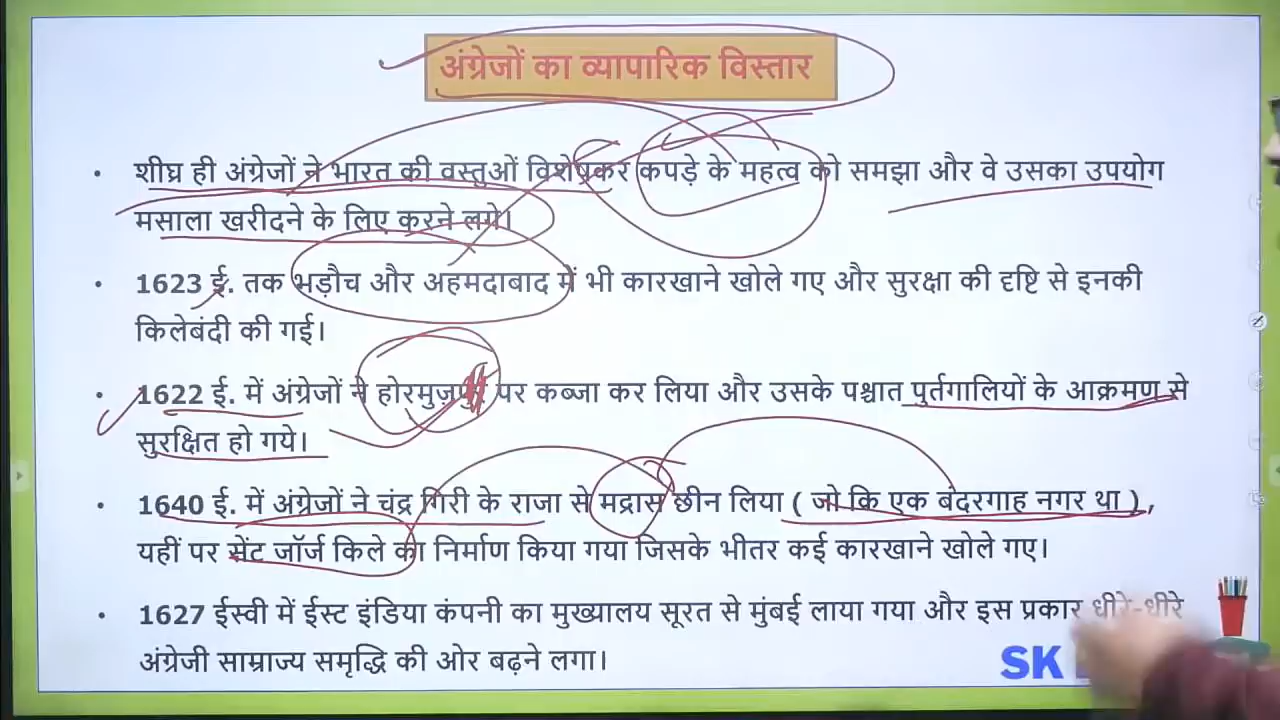 अंग्रेजों का व्यापारिक विस्तार
• शीघ्र ही अंग्रेजों ने भारत की वस्तुओं विशेषकर कपड़े के महत्व को समझा और वे उसका उपयोग
मसाला खरीदने के लिए करने लगे।
• 1623 ई. तक भड़ौच और अहमदाबाद में भी कारखाने खोले गए और सुरक्षा की दृष्टि से इनकी
किलेबंदी की गई।
• 1622 ई. में अंग्रेजों ने होरमुज़ पर कब्जा कर लिया और उसके पश्चात पुर्तगालियों के आक्रमण से
सुरक्षित हो गये।
• 1640 ई. में अंग्रेजों ने चंद्र गिरी के राजा से मद्रास छीन लिया ( जो कि एक बंदरगाह नगर था ),
यहीं पर सेंट जॉर्ज किले का निर्माण किया गया जिसके भीतर कई कारखाने खोले गए।
• 1627 ईस्वी में ईस्ट इंडिया कंपनी का मुख्यालय सूरत से मुंबई लाया गया और इस प्रकार धीरे-धीरे
अंग्रेजी साम्राज्य समृद्धि की ओर बढ़ने लगा।
SK